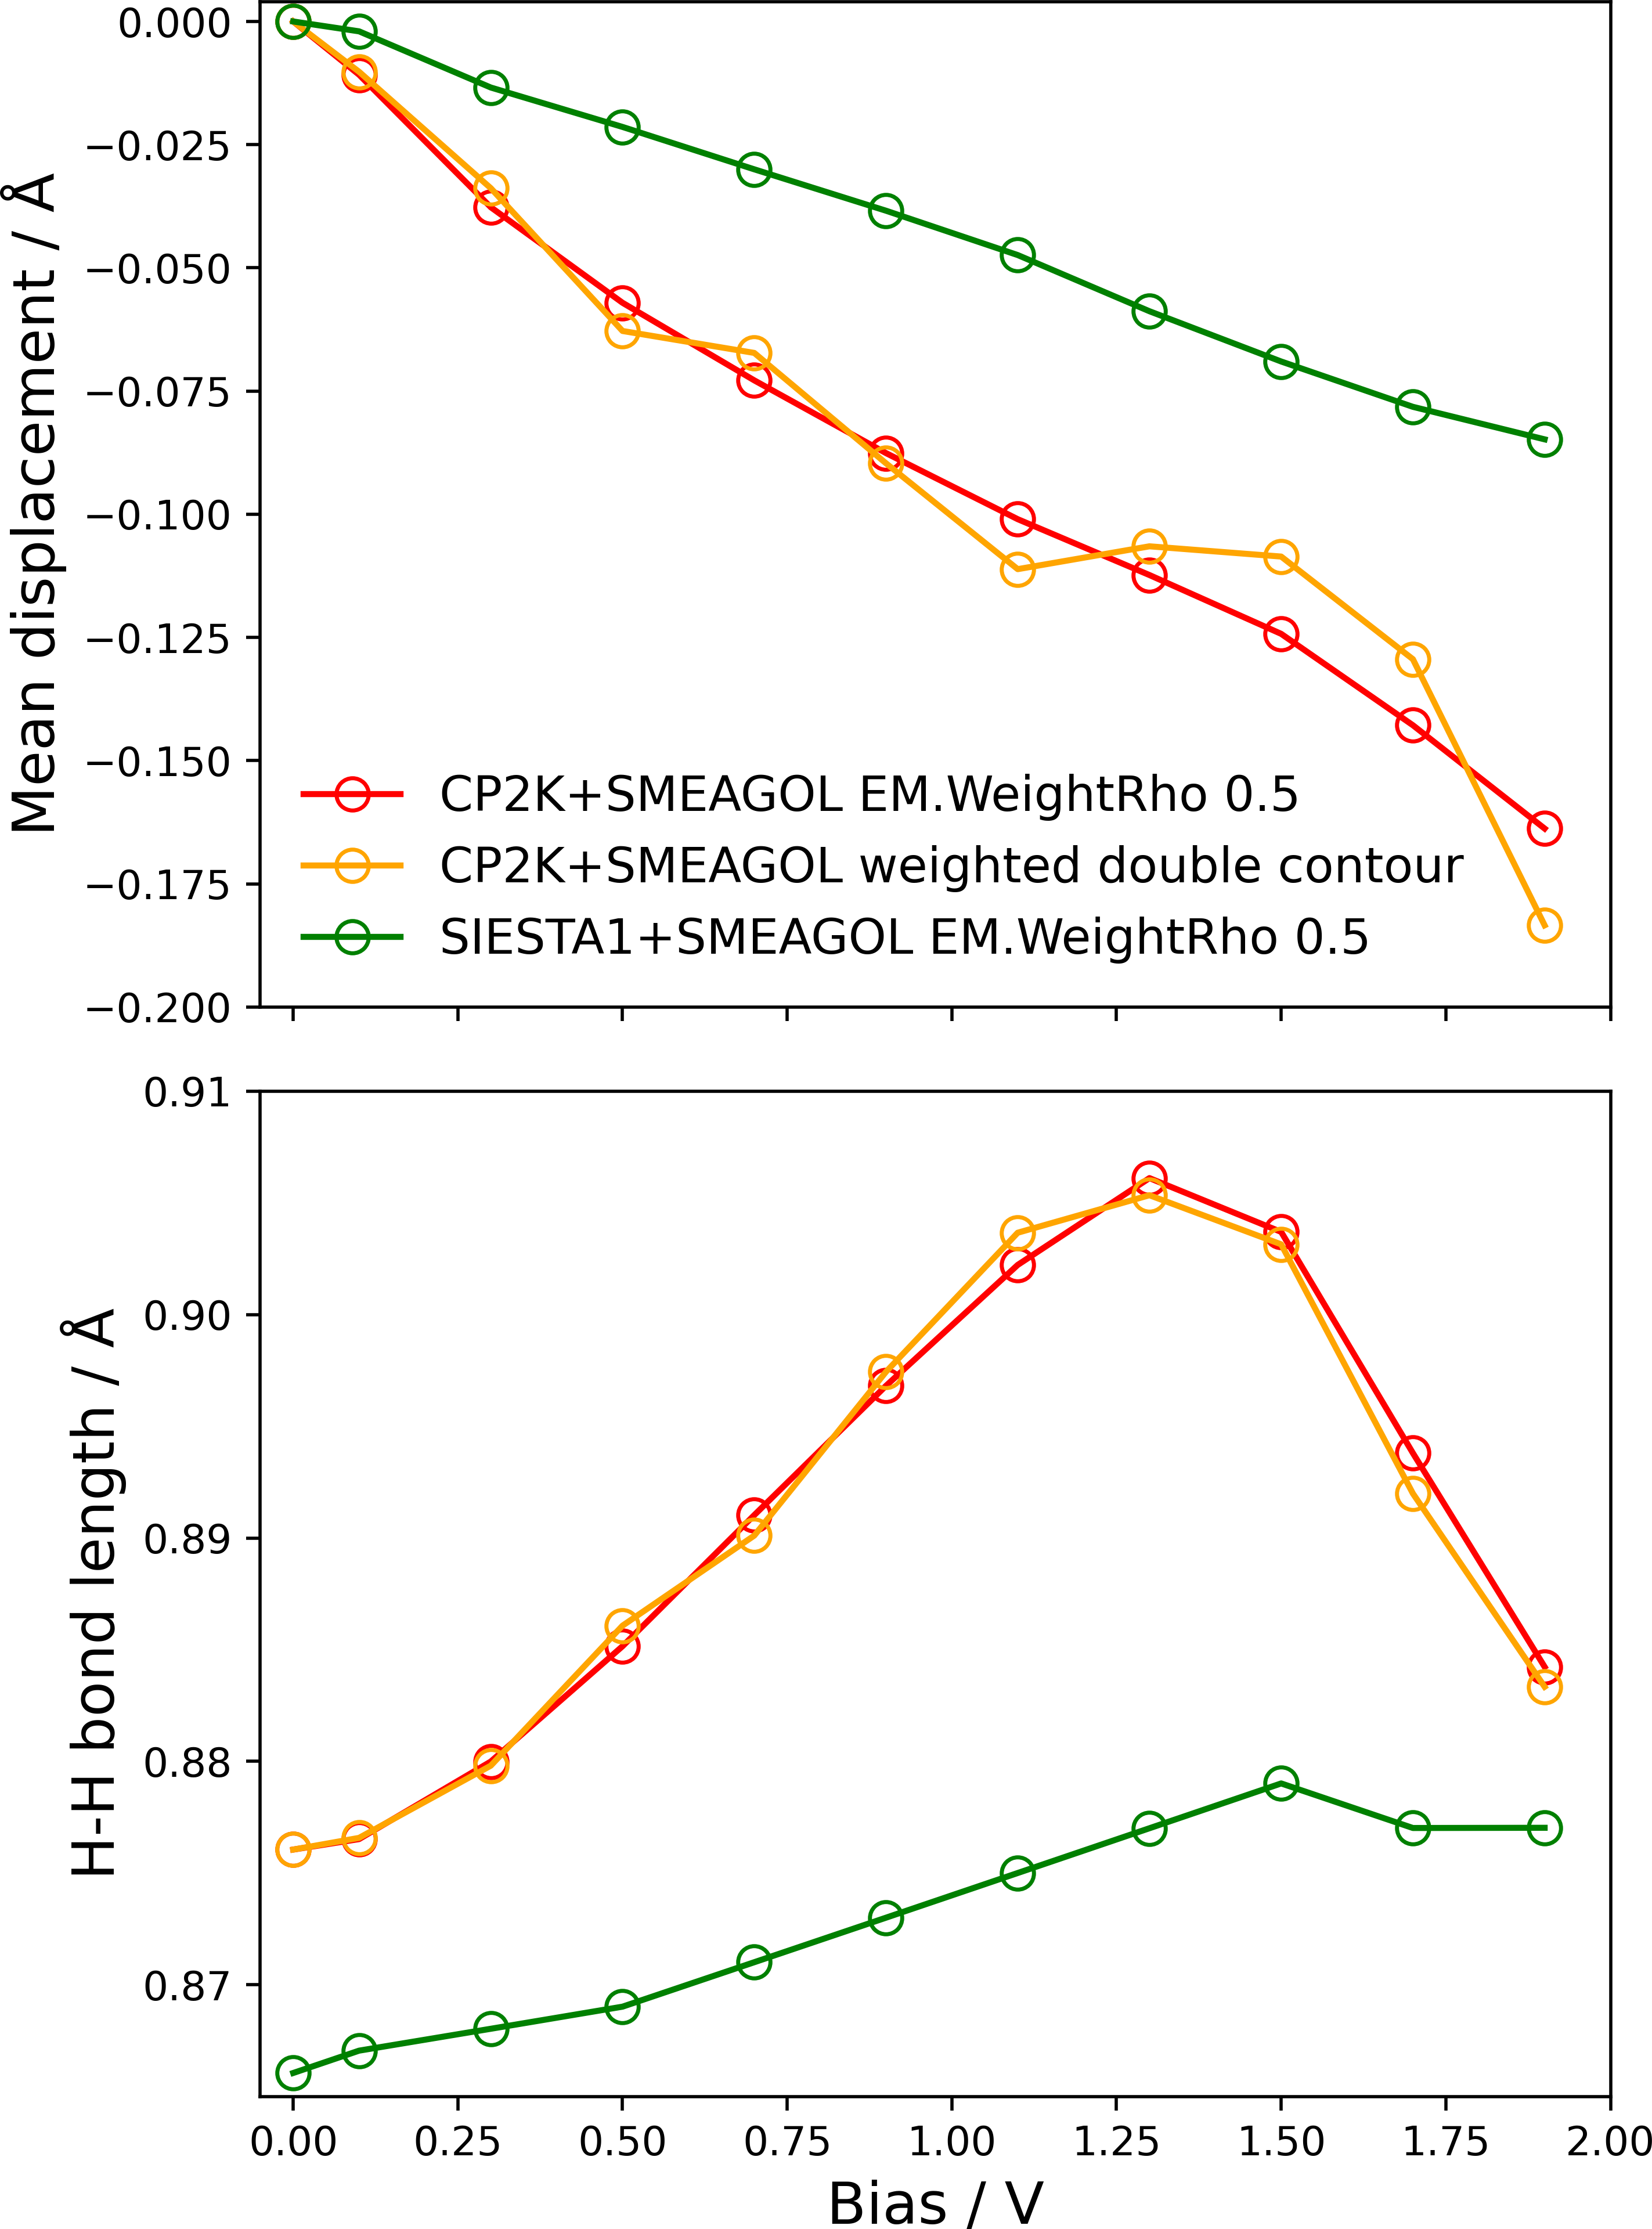 0.000
−0.025
−0.050
−0.075
−0.100
−0.125
−0.150
−0.175
−0.200
Mean displacement / Å
CP2K+SMEAGOL EM.WeightRho 0.5
CP2K+SMEAGOL weighted double contour
SIESTA1+SMEAGOL EM.WeightRho 0.5
0.91
0.90
0.89
0.88
0.87
H-H bond length / Å
0.00 0.25 0.50 0.75 1.00 1.25 1.50 1.75 2.00
Bias / V